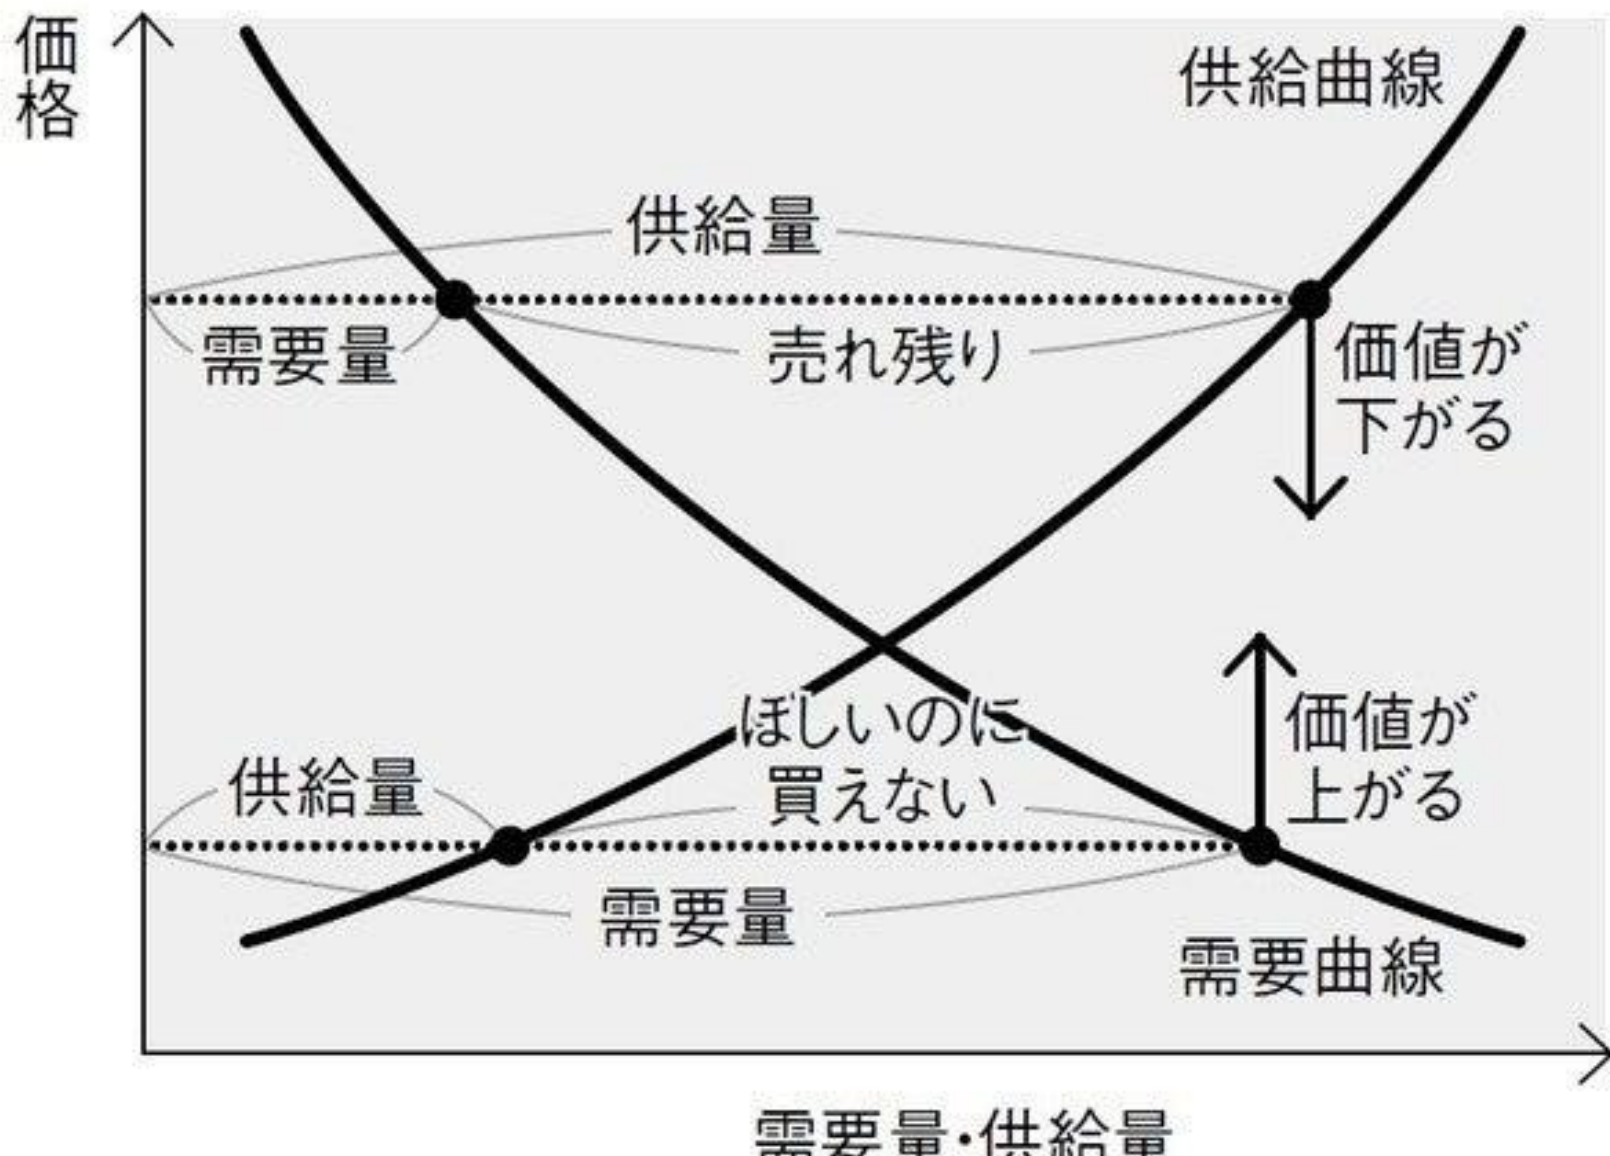 価格
供給曲線
供給量
需要量
売れ残り
価値が
下がる
ほしいのに
買えない
価値が
上がる
供給量
需要量
需要曲線
需要量・供給量